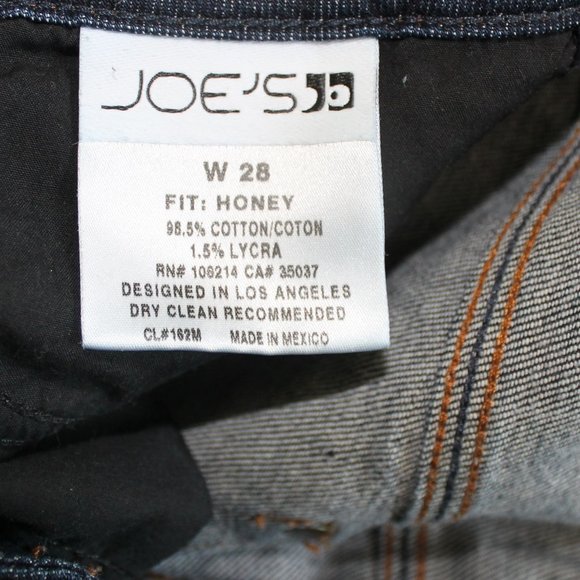 JOE'S
W 28
FIT: HONEY
98.5% COTTON/COTON
1.5% LYCRA
RN# 106214 CA# 35037
DESIGNED IN LOS ANGELES
DRY CLEAN RECOMMENDED
CL#162M MADE IN MEXICO